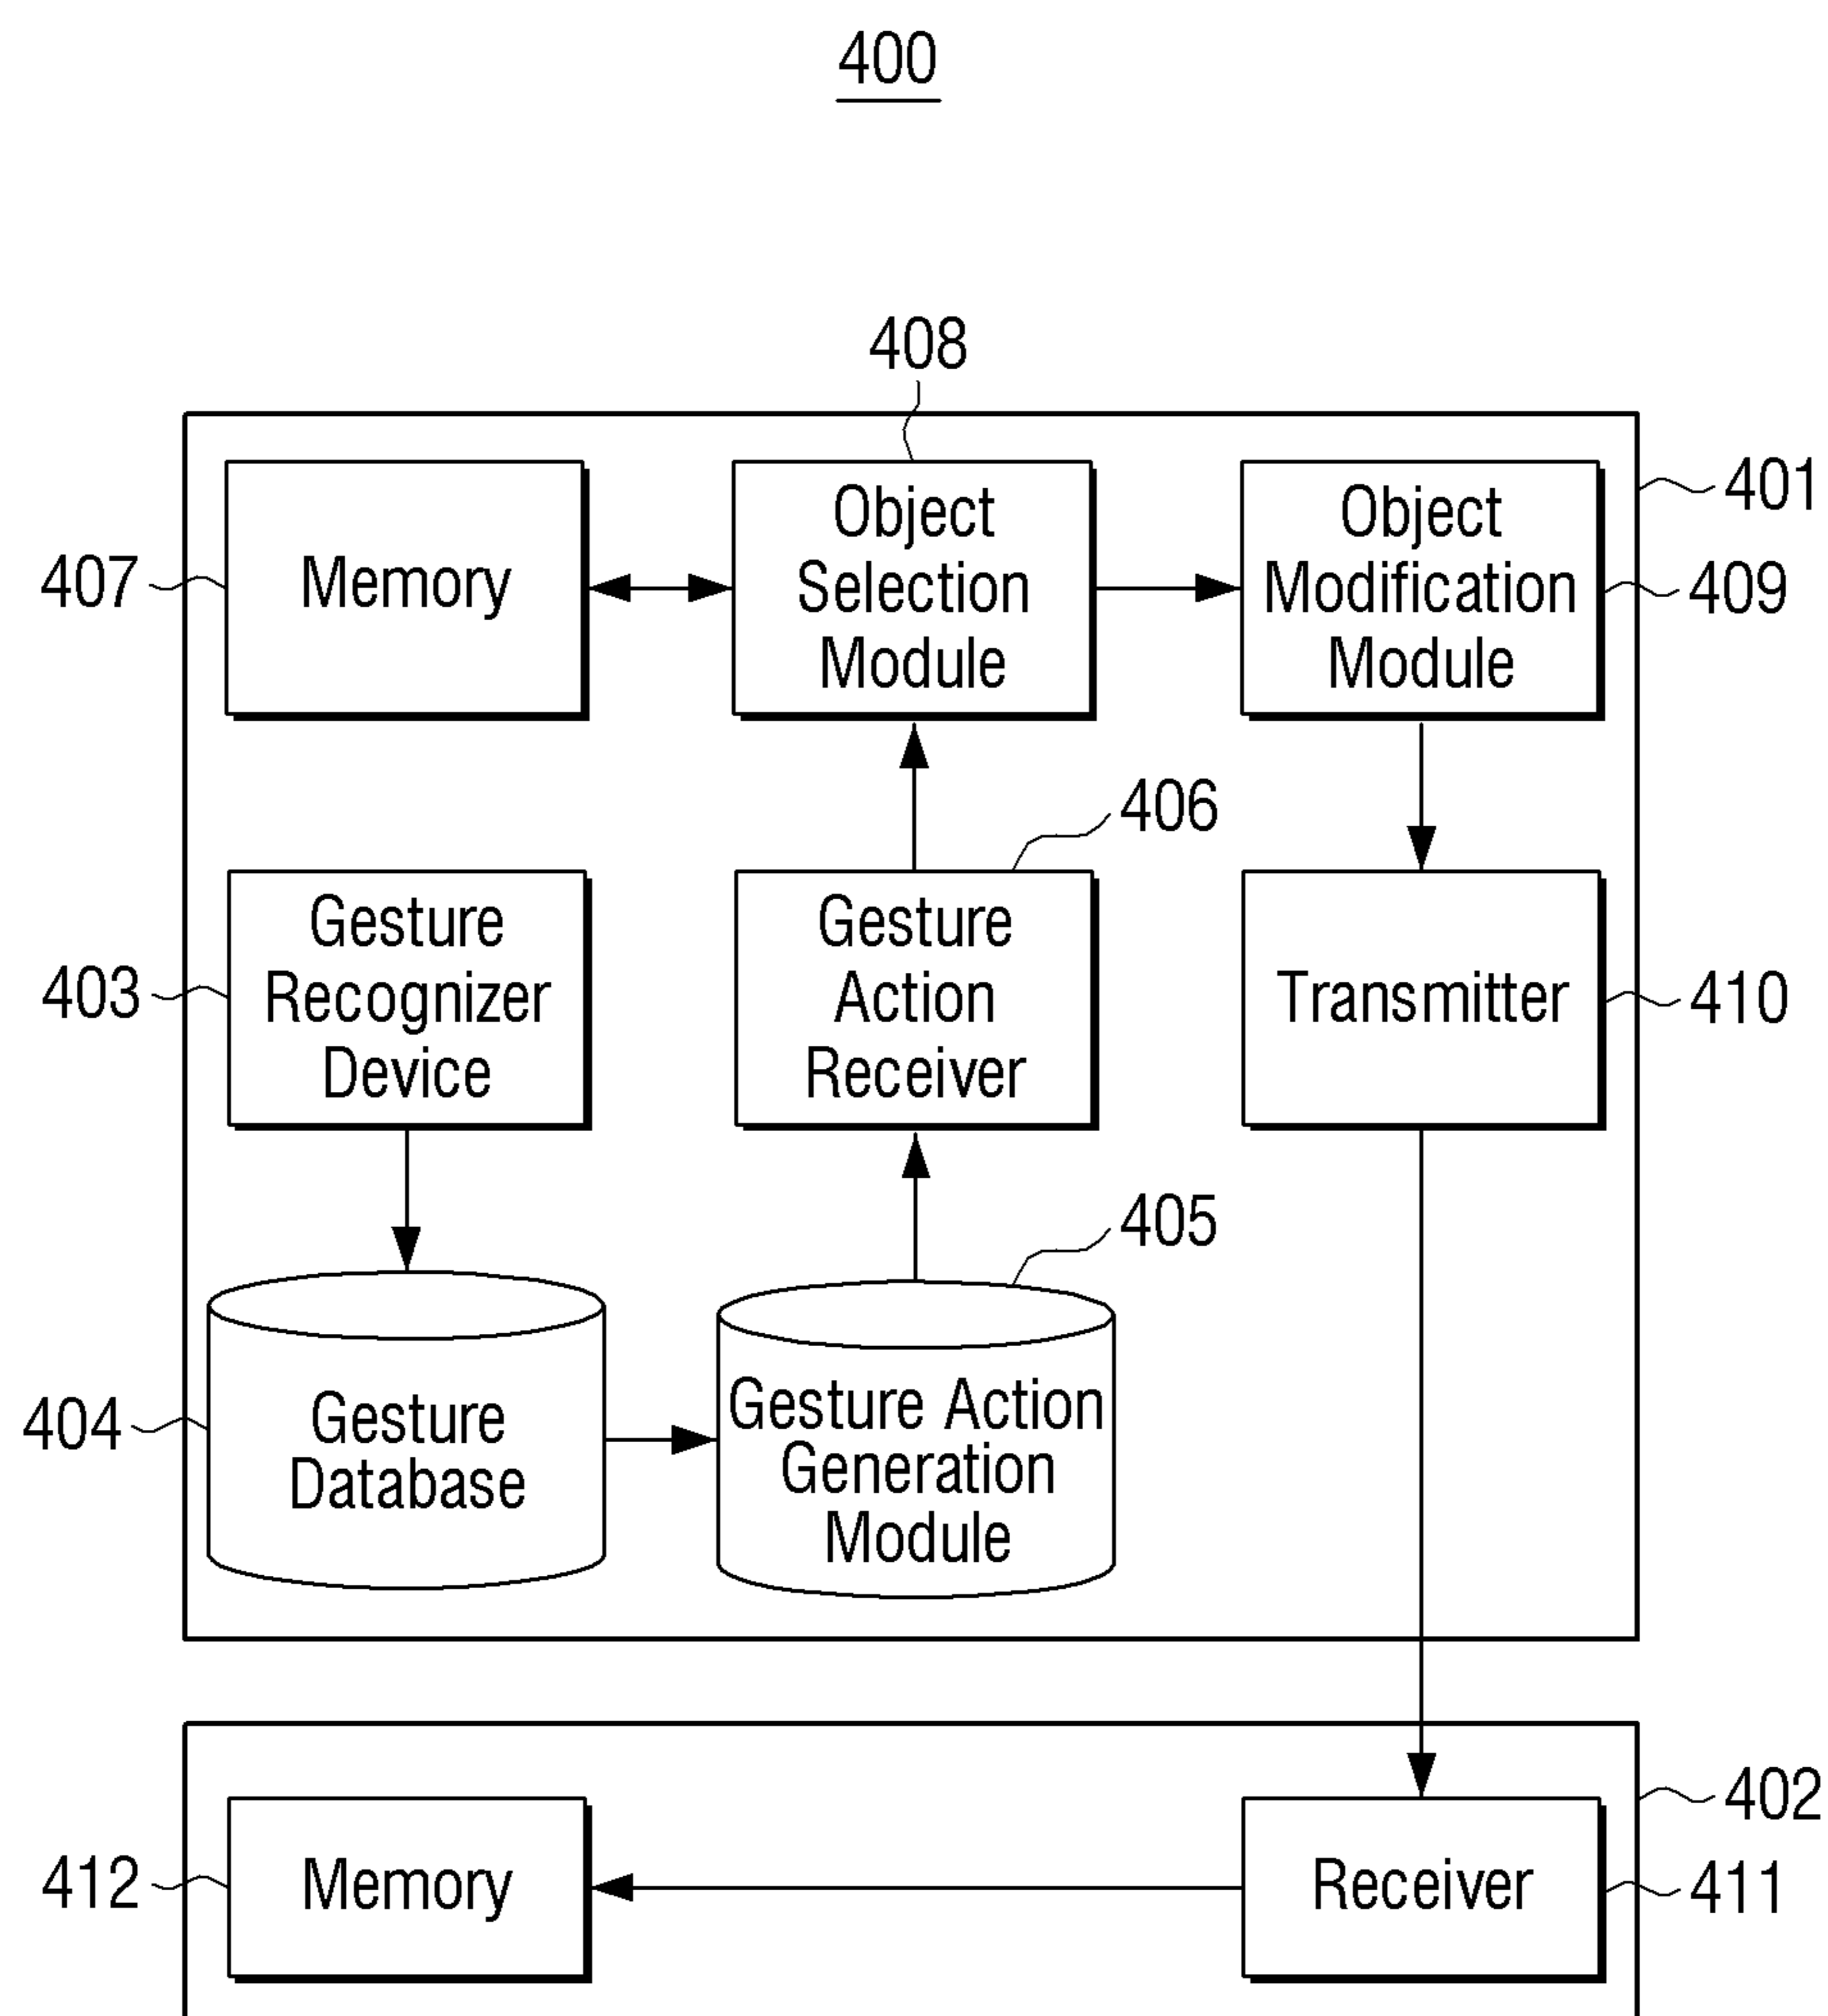 400
408
Memory
Object
Selection
Module
Object
Modification
Module
401
407
409
406
Gesture
Recognizer
Device
Gesture
Action
Receiver
Transmitter
403
410
405
404
Gesture
Database
Gesture Action
Generation
Module
402
412
Memory
Receiver
411